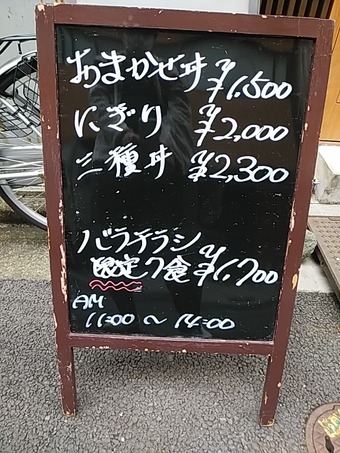 おまかせ丼 ¥1,500
にぎり ¥2,000
三種丼 ¥2,300
バラチラシ
限定7食 ¥1,700
AM
11:00 〜 14:00